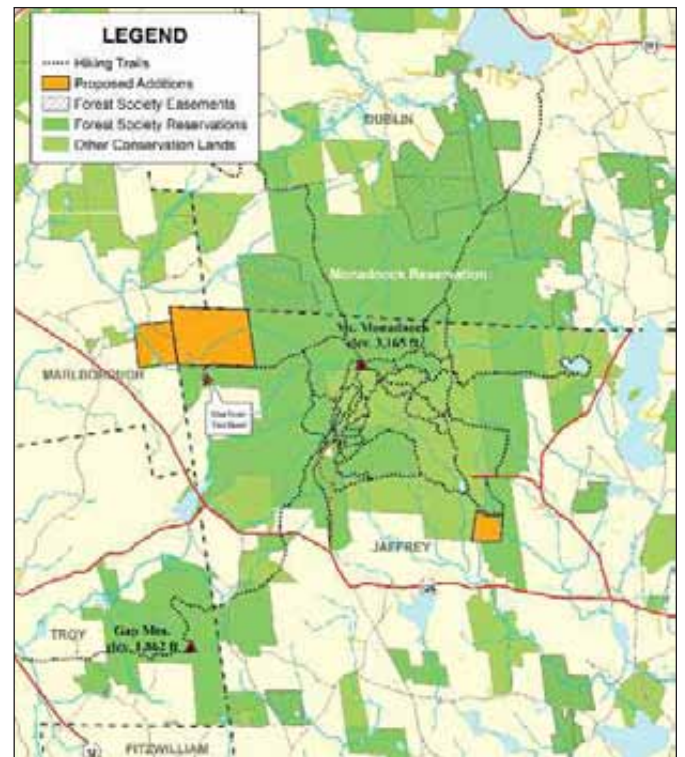 LEGEND
Hiking Trails
Proposed Additions
Forest Society Easements
Forest Society Reservations
Other Conservation Lands
DUBLIN
Monadnock Reservation
Mt. Monadnock
elev. 3,165 ft.
MARLBOROUGH
JAFFREY
TROY
Gap Mtn.
elev. 1,862 ft.
FITZWILLIAM